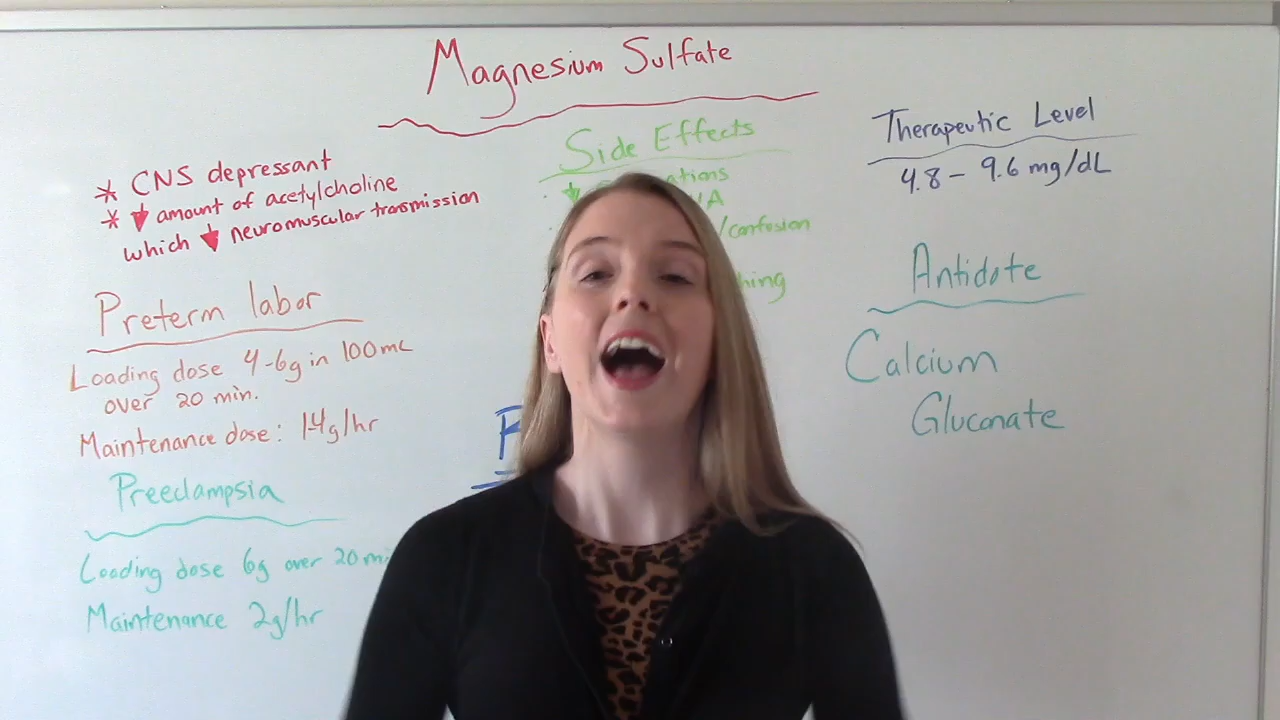 Magnesium Sulfate
* CNS depressant
* ↓ amount of acetylcholine
which ↓ neuromuscular transmission
Preterm labor
Loading dose 4-6g in 100mL
over 20 min.
Maintenance dose: 1-4g/hr
Preeclampsia
Loading dose 6g over 20
Maintenance 2g/hr
Side Effects
↓
/confusion
Therapeutic Level
4.8 - 9.6 mg/dL
Antidote
Calcium
Gluconate